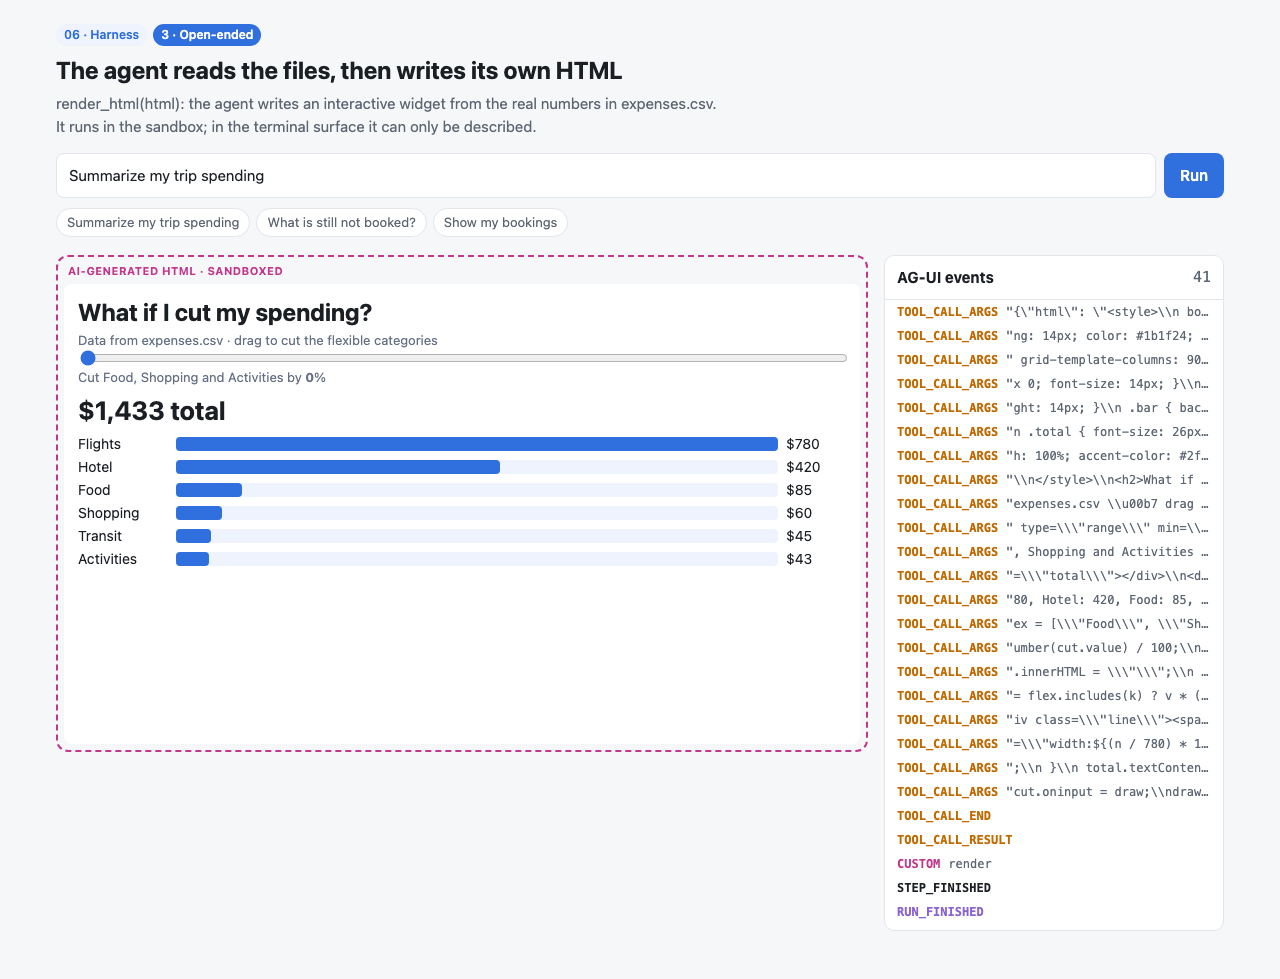 06 · Harness
3 · Open-ended
The agent reads the files, then writes its own HTML
render_html(html): the agent writes an interactive widget from the real numbers in expenses.csv.
It runs in the sandbox; in the terminal surface it can only be described.
Summarize my trip spending
Run
Summarize my trip spending
What is still not booked?
Show my bookings
AI-GENERATED HTML · SANDBOXED
What if I cut my spending?
Data from expenses.csv · drag to cut the flexible categories
Cut Food, Shopping and Activities by 0%
$1,433 total
Flights $780
Hotel $420
Food $85
Shopping $60
Transit $45
Activities $43
AG-UI events 41
TOOL_CALL_ARGS "{\"html\": \"<style>\\n bo…
TOOL_CALL_ARGS "ng: 14px; color: #1b1f24; …
TOOL_CALL_ARGS " grid-template-columns: 90…
TOOL_CALL_ARGS "x 0; font-size: 14px; }\\n…
TOOL_CALL_ARGS "ght: 14px; }\\n .bar { bac…
TOOL_CALL_ARGS "n .total { font-size: 26px…
TOOL_CALL_ARGS "h: 100%; accent-color: #2f…
TOOL_CALL_ARGS "\\n</style>\\n<h2>What if …
TOOL_CALL_ARGS "expenses.csv \\u00b7 drag …
TOOL_CALL_ARGS " type=\\\"range\\\" min=\\…
TOOL_CALL_ARGS ", Shopping and Activities …
TOOL_CALL_ARGS "=\\\"total\\\"></div>\\n<d…
TOOL_CALL_ARGS "80, Hotel: 420, Food: 85, …
TOOL_CALL_ARGS "ex = [\\\"Food\\\", \\\"Sh…
TOOL_CALL_ARGS "umber(cut.value) / 100;\\n…
TOOL_CALL_ARGS ".innerHTML = \\\"\\\";\\n …
TOOL_CALL_ARGS "= flex.includes(k) ? v * (…
TOOL_CALL_ARGS "iv class=\\\"line\\\"><spa…
TOOL_CALL_ARGS "=\\\"width:${(n / 780) * 1…
TOOL_CALL_ARGS ";\\n }\\n total.textConten…
TOOL_CALL_ARGS "cut.oninput = draw;\\ndraw…
TOOL_CALL_END
TOOL_CALL_RESULT
CUSTOM render
STEP_FINISHED
RUN_FINISHED